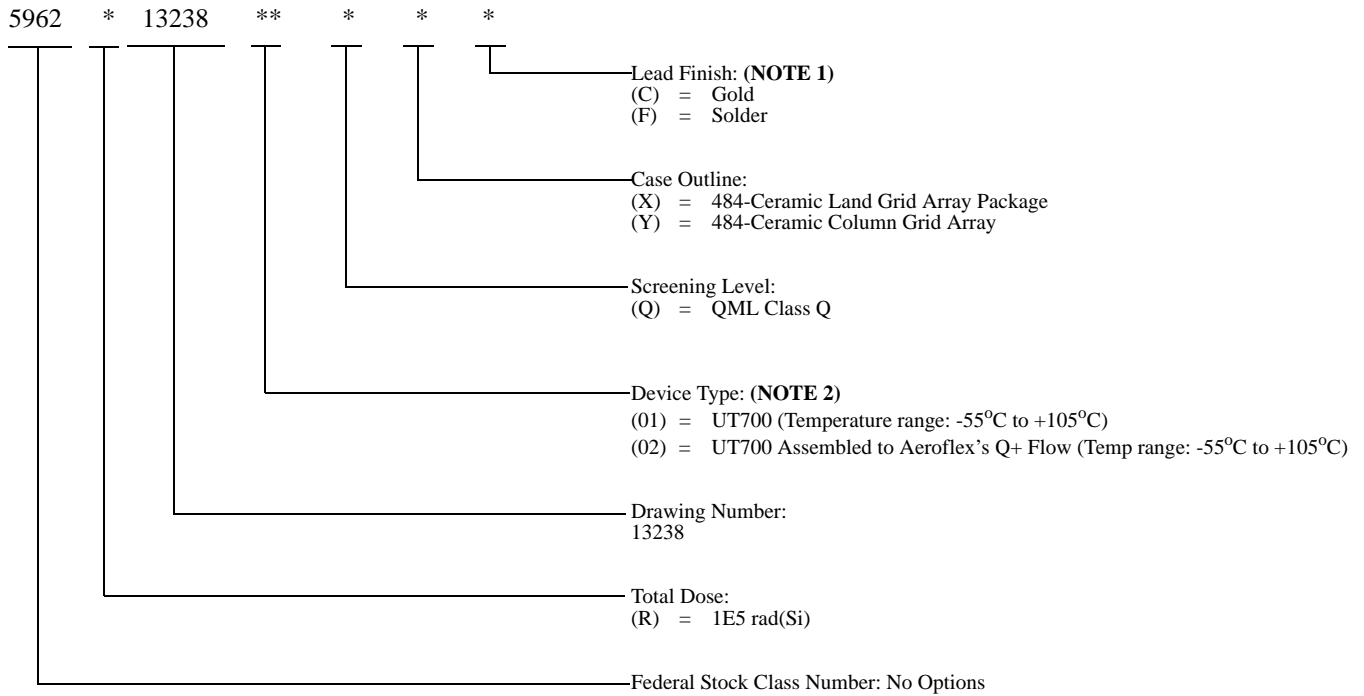 5962 * 13238 ** * * *
Lead Finish: (NOTE 1)
(C) = Gold
(F) = Solder
Case Outline:
(X) = 484-Ceramic Land Grid Array Package
(Y) = 484-Ceramic Column Grid Array
Screening Level:
(Q) = QML Class Q
Device Type: (NOTE 2)
(01) = UT700 (Temperature range: -55°C to +105°C)
(02) = UT700 Assembled to Aeroflex's Q+ Flow (Temp range: -55°C to +105°C)
Drawing Number:
13238
Total Dose:
(R) = 1E5 rad(Si)
Federal Stock Class Number: No Options